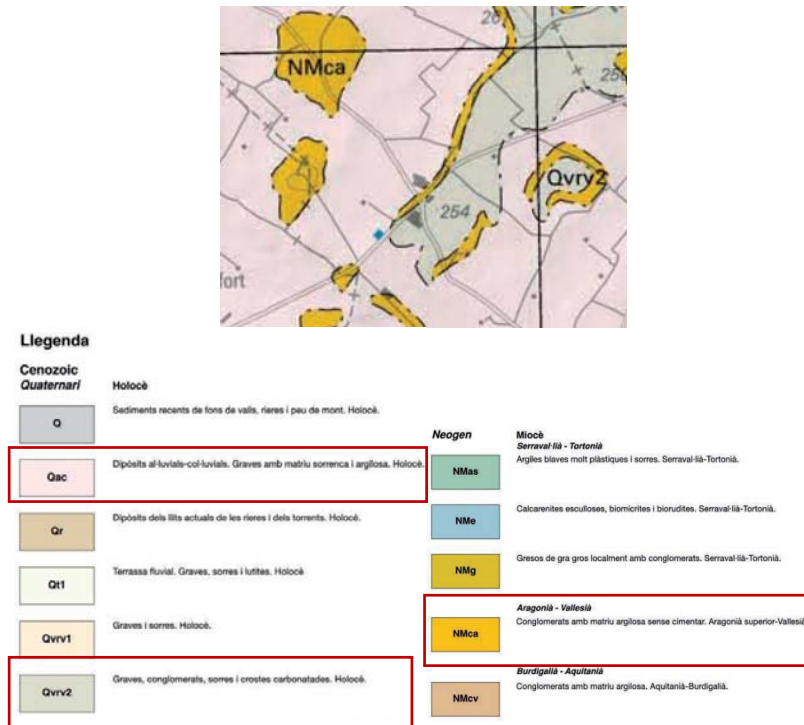 NMca
26
250
Qvrv2
254
fort
Llegenda
Cenozoic
Quaternari
Holocè
Q
Sediments recents de fons de valls, rieres i peu de mont. Holocè.
Qac
Dipòsits al·luvials-col·luvials. Graves amb matriu sorrenca i argilosa. Holocè.
Qr
Dipòsits dels llits actuals de les rieres i dels torrents. Holocè.
Qt1
Terrassa fluvial. Graves, sorres i lutites. Holocè
Qvrv1
Graves i sorres. Holocè.
Qvrv2
Graves, conglomerats, sorres i crostes carbonatades. Holocè.
Neogen
Miocè
Serraval·lià - Tortonià
NMas
Argiles blaves molt plàstiques i sorres. Serraval·lià-Tortonià.
NMe
Calcarenites esculloses, biomicrites i biorudites. Serraval·lià-Tortonià.
NMg
Gresos de gra gros localment amb conglomerats. Serraval·lià-Tortonià.
Aragonià - Vallesià
NMca
Conglomerats amb matriu argilosa sense cimentar. Aragonià superior-Vallesià
Burdigalià - Aquitanià
NMcv
Conglomerats amb matriu argilosa. Aquitanià-Burdigalià.